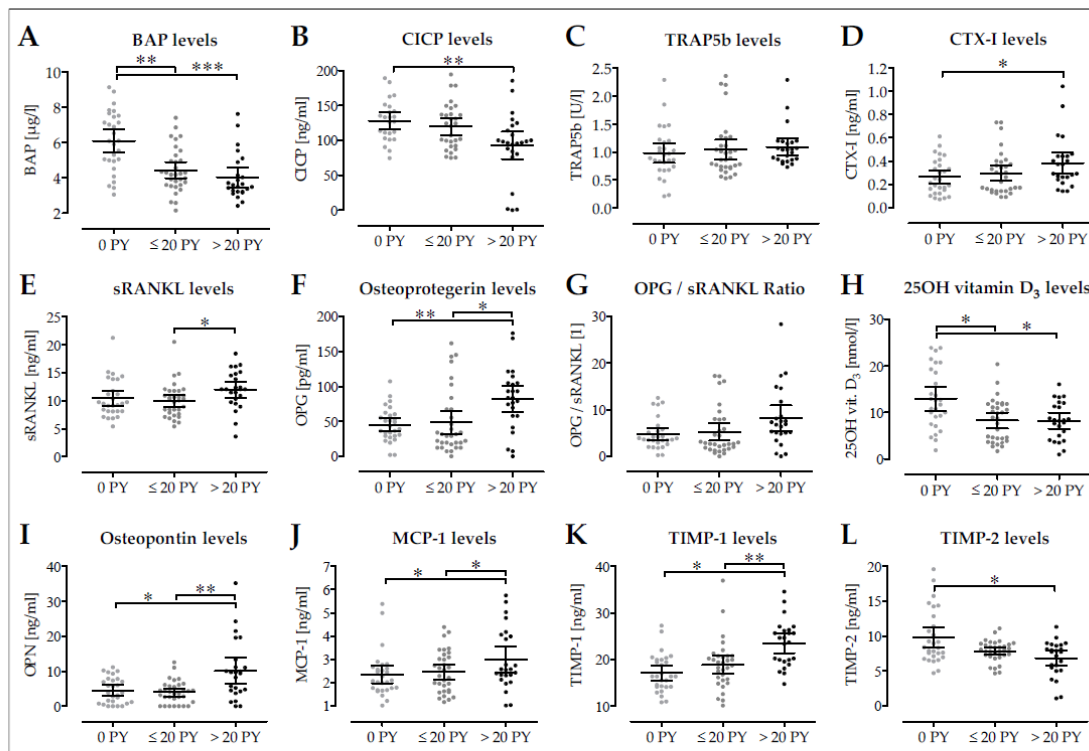 A BAP levels
BAP [µg/l]
10
8
6
4
2
** ***
0 PY ≤ 20 PY > 20 PY
B CICP levels
CICP [ng/ml]
200
150
100
50
0
**
0 PY ≤ 20 PY > 20 PY
C TRAP5b levels
TRAP5b [U/l]
2.5
2.0
1.5
1.0
0.5
0.0
0 PY ≤ 20 PY > 20 PY
D CTX-I levels
CTX-I [ng/ml]
1.2
1.0
0.8
0.6
0.4
0.2
0.0
*
0 PY ≤ 20 PY > 20 PY
E sRANKL levels
sRANKL [ng/ml]
25
20
15
10
5
0
*
0 PY ≤ 20 PY > 20 PY
F Osteoprotegerin levels
OPG [pg/ml]
200
150
100
50
0
** *
0 PY ≤ 20 PY > 20 PY
G OPG / sRANKL Ratio
OPG / sRANKL [1]
30
20
10
0
0 PY ≤ 20 PY > 20 PY
H 25OH vitamin D₃ levels
25OH vit. D₃ [nmol/l]
30
20
10
0
* *
0 PY ≤ 20 PY > 20 PY
I Osteopontin levels
OPN [ng/ml]
40
30
20
10
0
* **
0 PY ≤ 20 PY > 20 PY
J MCP-1 levels
MCP-1 [ng/ml]
7
6
5
4
3
2
1
* *
0 PY ≤ 20 PY > 20 PY
K TIMP-1 levels
TIMP-1 [ng/ml]
40
30
20
10
* **
0 PY ≤ 20 PY > 20 PY
L TIMP-2 levels
TIMP-2 [ng/ml]
20
15
10
5
0
*
0 PY ≤ 20 PY > 20 PY